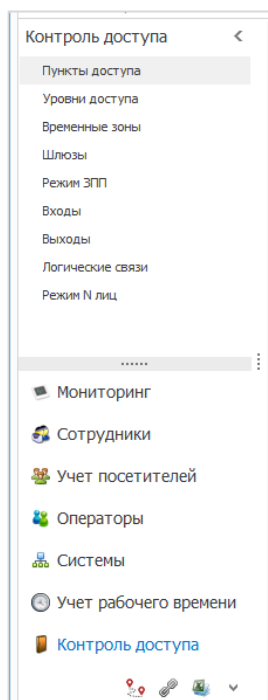 Контроль доступа
Пункты доступа
Уровни доступа
Временные зоны
Шлюзы
Режим ЗПП
Входы
Выходы
Логические связи
Режим N лиц
Мониторинг
Сотрудники
Учет посетителей
Операторы
Системы
Учет рабочего времени
Контроль доступа